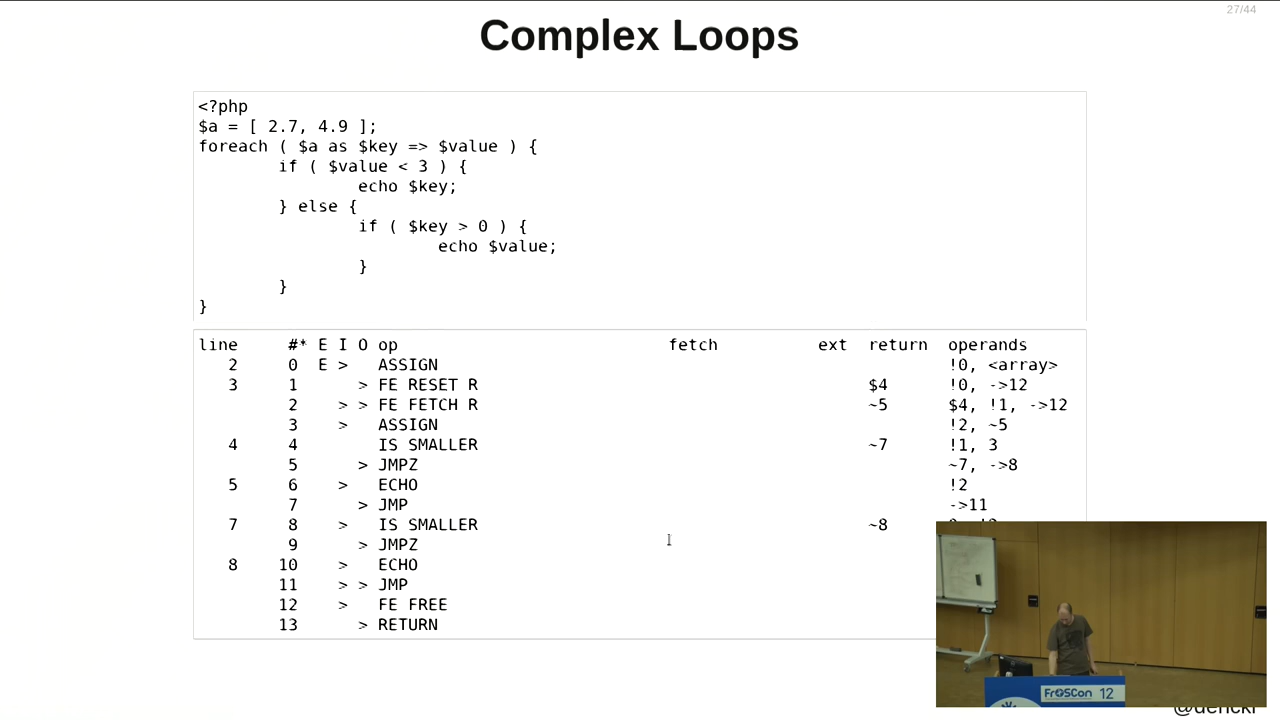 27/44
Complex Loops
<?php
$a = [ 2.7, 4.9 ];
foreach ( $a as $key => $value ) {
if ( $value < 3 ) {
echo $key;
} else {
if ( $key > 0 ) {
echo $value;
}
}
}
line #* E I O op fetch ext return operands
2 0 E > ASSIGN !0, <array>
3 1 > FE RESET R $4 !0, ->12
2 > > FE FETCH R ~5 $4, !1, ->12
3 > ASSIGN !2, ~5
4 4 IS SMALLER ~7 !1, 3
5 > JMPZ ~7, ->8
5 6 > ECHO !2
7 > JMP ->11
7 8 > IS SMALLER ~8
9 > JMPZ
8 10 > ECHO
11 > > JMP
12 > FE FREE
13 > RETURN
FrOSCon 12